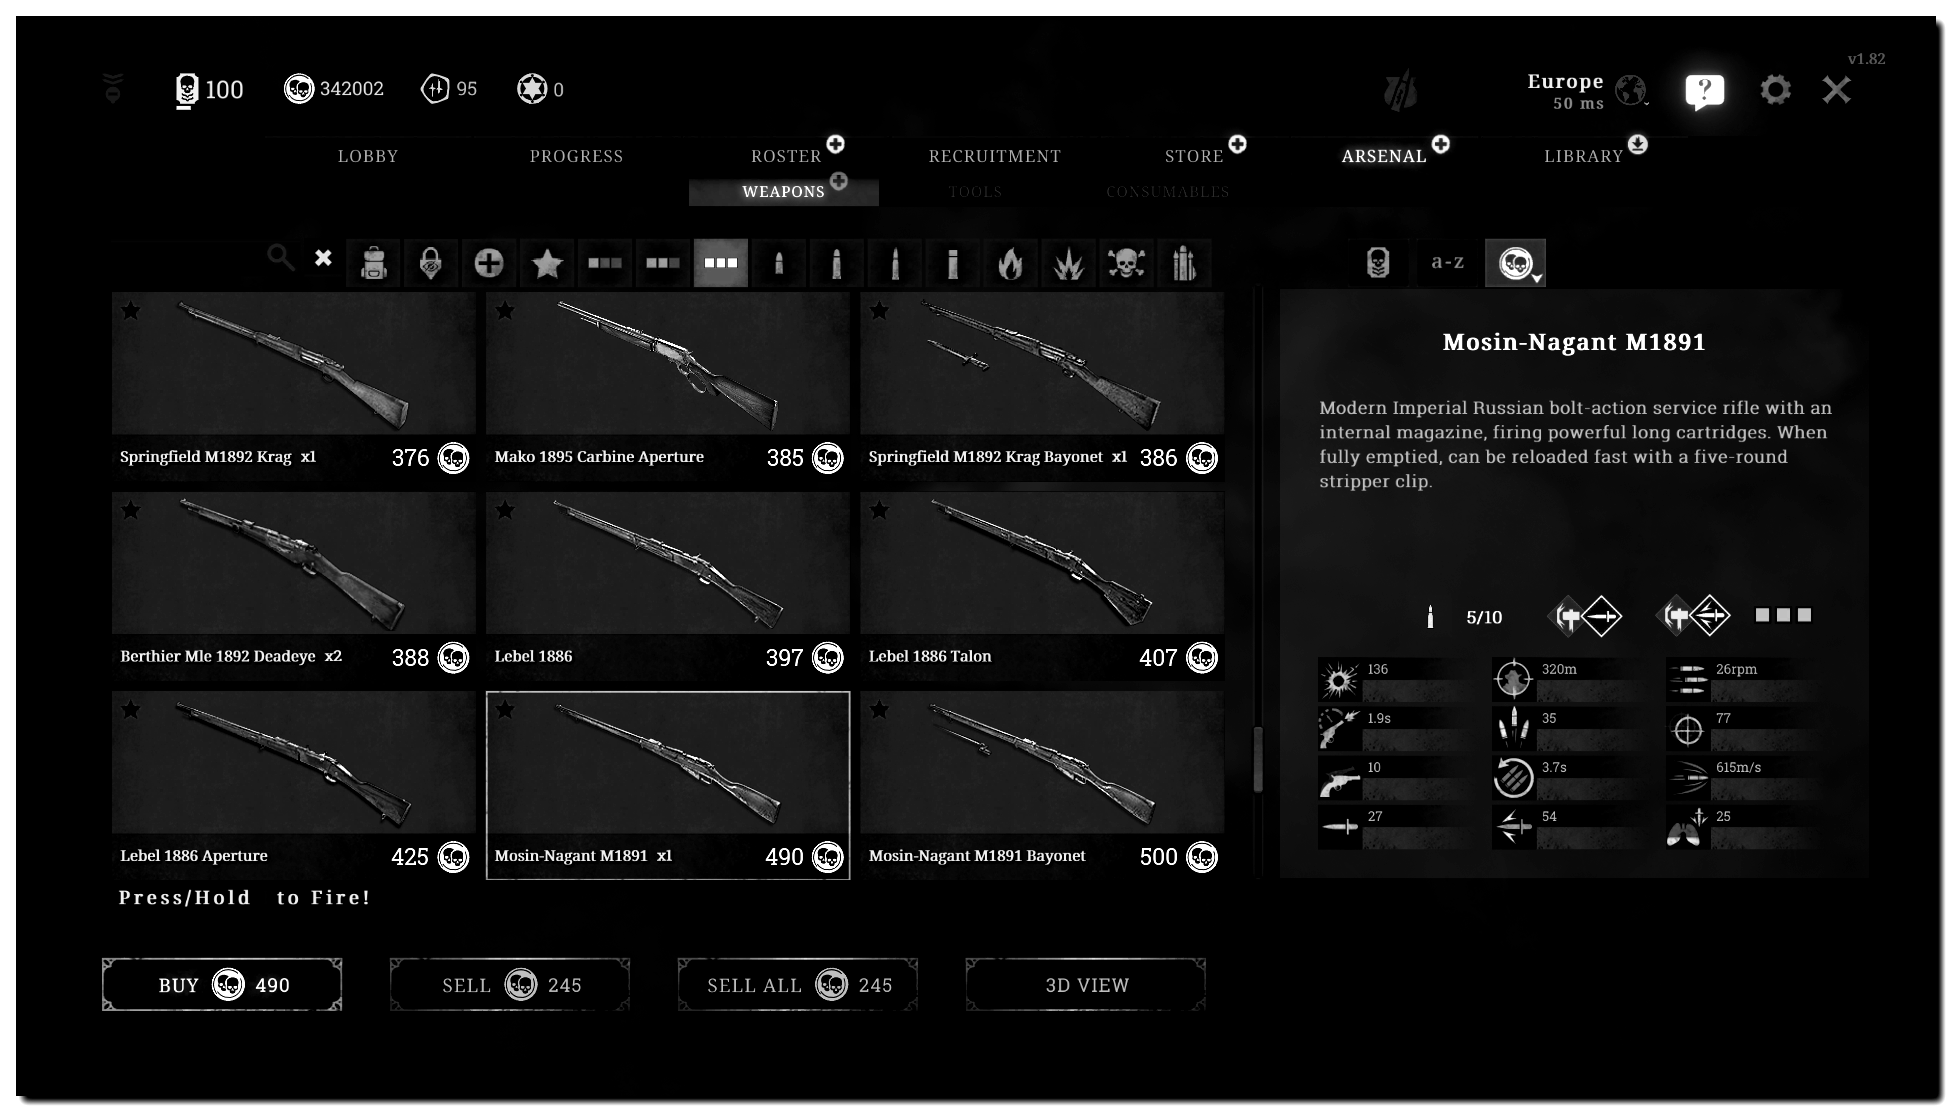 v1.82
100
342002
95
0
Europe
50 ms
?
LOBBY
PROGRESS
ROSTER
RECRUITMENT
STORE
ARSENAL
LIBRARY
WEAPONS
TOOLS
CONSUMABLES
a-z
Springfield M1892 Krag x1 376
Mako 1895 Carbine Aperture 385
Springfield M1892 Krag Bayonet x1 386
Berthier Mle 1892 Deadeye x2 388
Lebel 1886 397
Lebel 1886 Talon 407
Lebel 1886 Aperture 425
Mosin-Nagant M1891 x1 490
Mosin-Nagant M1891 Bayonet 500
Press/Hold to Fire!
BUY 490
SELL 245
SELL ALL 245
3D VIEW
Mosin-Nagant M1891
Modern Imperial Russian bolt-action service rifle with an
internal magazine, firing powerful long cartridges. When
fully emptied, can be reloaded fast with a five-round
stripper clip.
5/10
136
320m
26rpm
1.9s
35
77
10
3.7s
615m/s
27
54
25